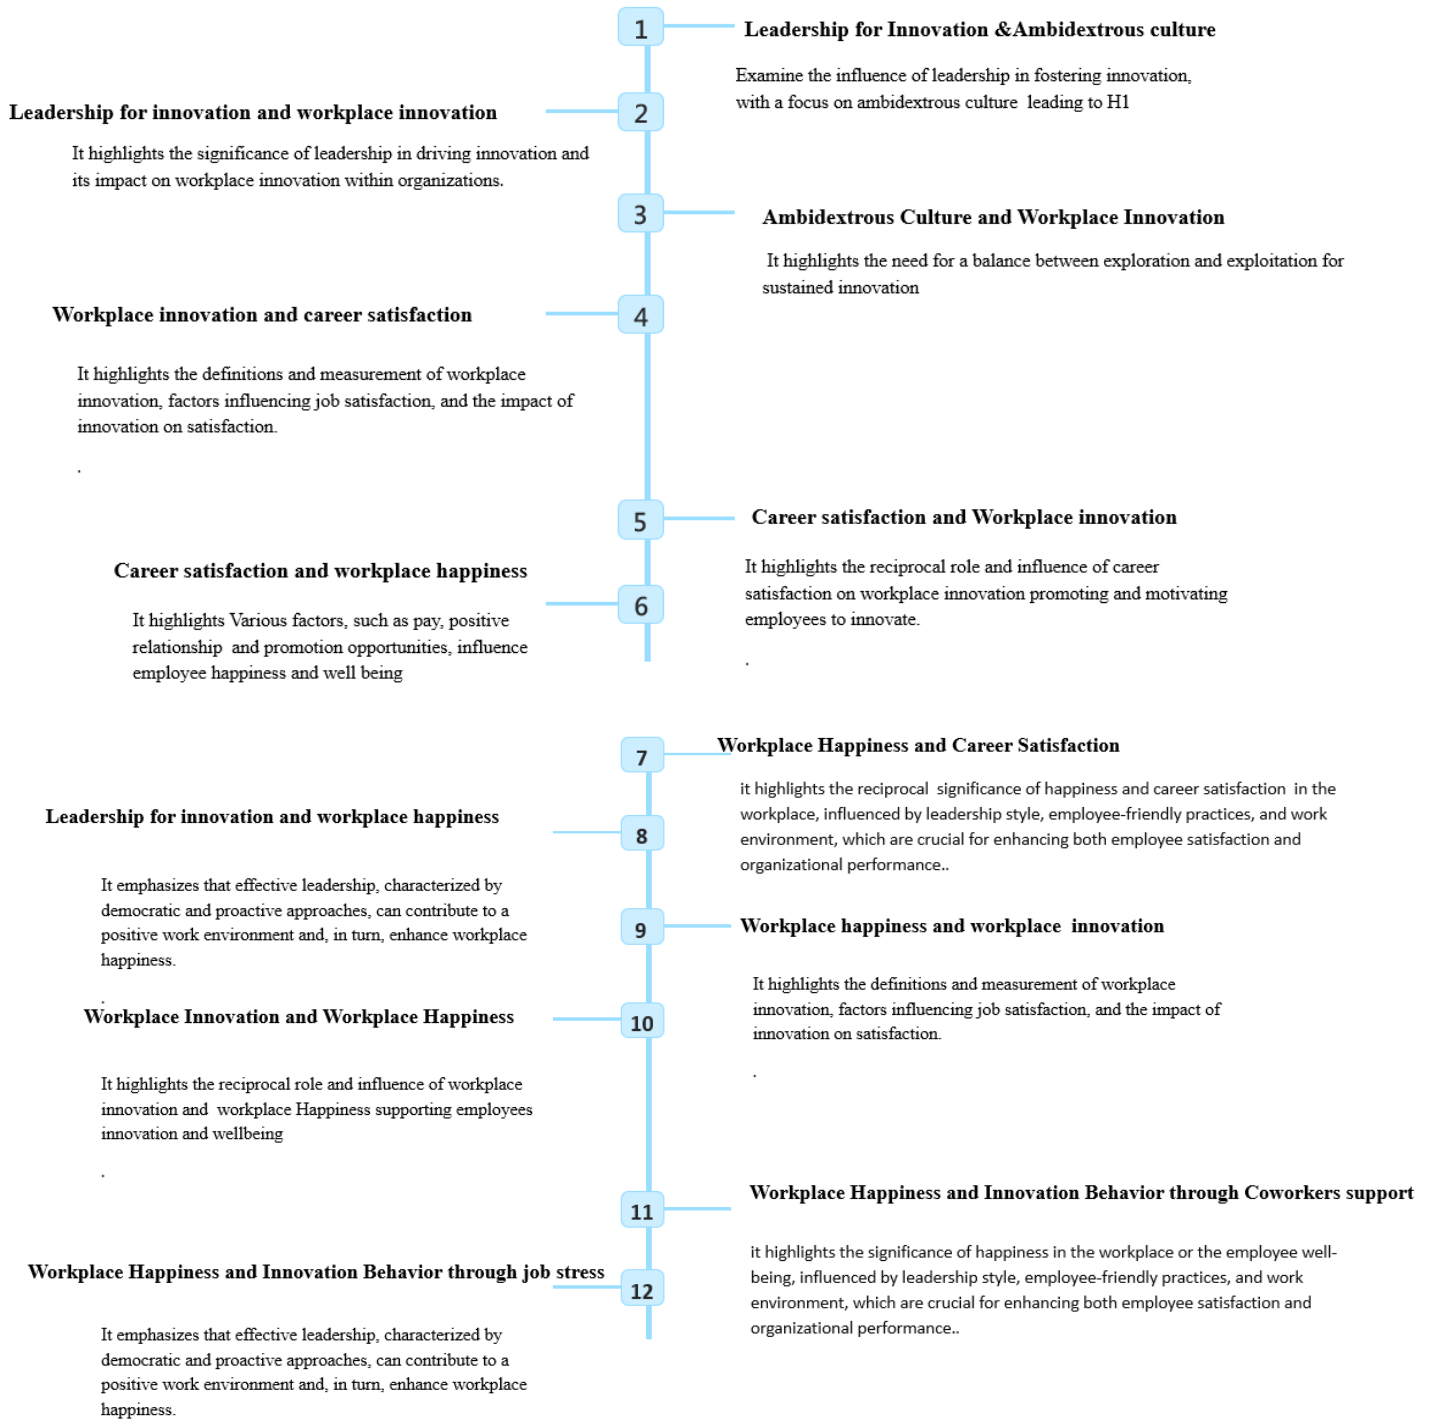 1
Leadership for Innovation &Ambidextrous culture
Examine the influence of leadership in fostering innovation,
with a focus on ambidextrous culture leading to H1
2
Leadership for innovation and workplace innovation
It highlights the significance of leadership in driving innovation and
its impact on workplace innovation within organizations.
3
Ambidextrous Culture and Workplace Innovation
It highlights the need for a balance between exploration and exploitation for
sustained innovation
4
Workplace innovation and career satisfaction
It highlights the definitions and measurement of workplace
innovation, factors influencing job satisfaction, and the impact of
innovation on satisfaction.
.
5
Career satisfaction and Workplace innovation
It highlights the reciprocal role and influence of career
satisfaction on workplace innovation promoting and motivating
employees to innovate.
.
6
Career satisfaction and workplace happiness
It highlights Various factors, such as pay, positive
relationship and promotion opportunities, influence
employee happiness and well being
7
Workplace Happiness and Career Satisfaction
it highlights the reciprocal significance of happiness and career satisfaction in the
workplace, influenced by leadership style, employee-friendly practices, and work
environment, which are crucial for enhancing both employee satisfaction and
organizational performance..
8
Leadership for innovation and workplace happiness
It emphasizes that effective leadership, characterized by
democratic and proactive approaches, can contribute to a
positive work environment and, in turn, enhance workplace
happiness.
.
9
Workplace happiness and workplace innovation
It highlights the definitions and measurement of workplace
innovation, factors influencing job satisfaction, and the impact of
innovation on satisfaction.
.
10
Workplace Innovation and Workplace Happiness
It highlights the reciprocal role and influence of workplace
innovation and workplace Happiness supporting employees
innovation and wellbeing
.
11
Workplace Happiness and Innovation Behavior through Coworkers support
it highlights the significance of happiness in the workplace or the employee well-
being, influenced by leadership style, employee-friendly practices, and work
environment, which are crucial for enhancing both employee satisfaction and
organizational performance..
12
Workplace Happiness and Innovation Behavior through job stress
It emphasizes that effective leadership, characterized by
democratic and proactive approaches, can contribute to a
positive work environment and, in turn, enhance workplace
happiness.